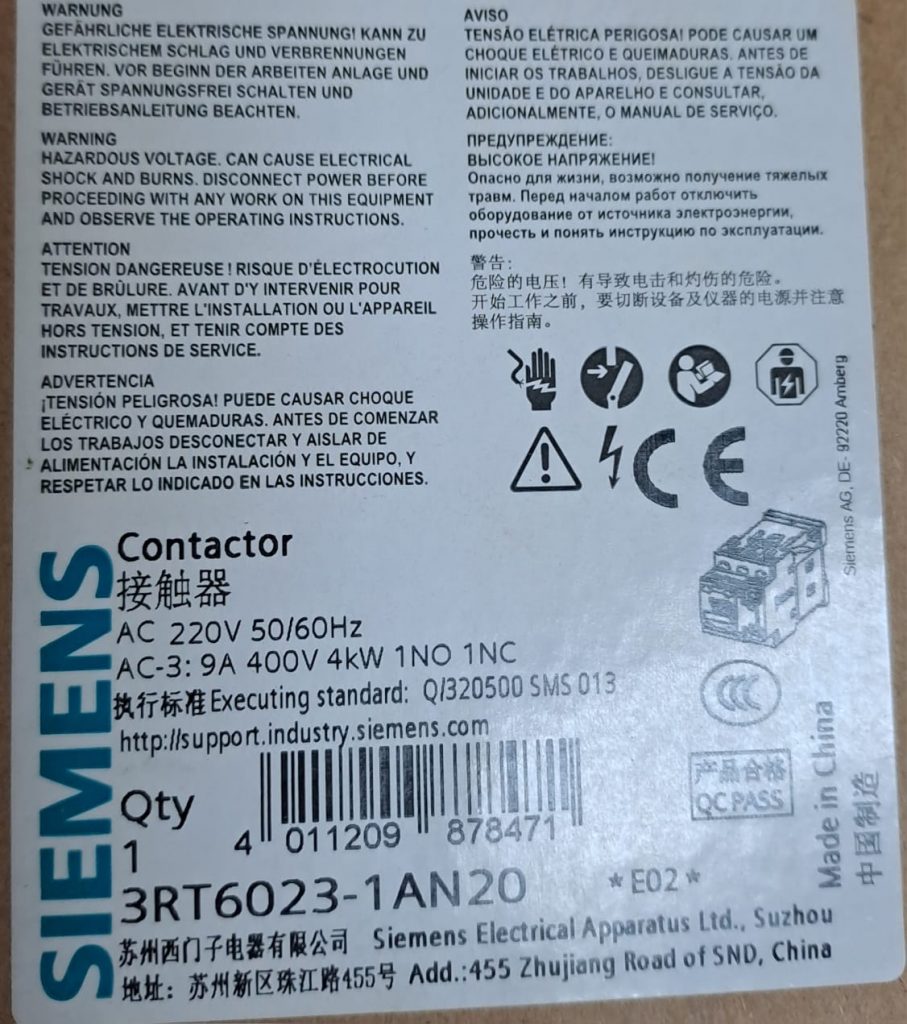 WARNUNG
GEFÄHRLICHE ELEKTRISCHE SPANNUNG! KANN ZU
ELEKTRISCHEM SCHLAG UND VERBRENNUNGEN
FÜHREN. VOR BEGINN DER ARBEITEN ANLAGE UND
GERÄT SPANNUNGSFREI SCHALTEN UND
BETRIEBSANLEITUNG BEACHTEN.
WARNING
HAZARDOUS VOLTAGE. CAN CAUSE ELECTRICAL
SHOCK AND BURNS. DISCONNECT POWER BEFORE
PROCEEDING WITH ANY WORK ON THIS EQUIPMENT
AND OBSERVE THE OPERATING INSTRUCTIONS.
ATTENTION
TENSION DANGEREUSE ! RISQUE D'ÉLECTROCUTION
ET DE BRÛLURE. AVANT D'Y INTERVENIR POUR
TRAVAUX, METTRE L'INSTALLATION OU L'APPAREIL
HORS TENSION, ET TENIR COMPTE DES
INSTRUCTIONS DE SERVICE.
ADVERTENCIA
¡TENSIÓN PELIGROSA! PUEDE CAUSAR CHOQUE
ELÉCTRICO Y QUEMADURAS. ANTES DE COMENZAR
LOS TRABAJOS DESCONECTAR Y AISLAR DE
ALIMENTACIÓN LA INSTALACIÓN Y EL EQUIPO, Y
RESPETAR LO INDICADO EN LAS INSTRUCCIONES.
AVISO
TENSÃO ELÉTRICA PERIGOSA! PODE CAUSAR UM
CHOQUE ELÉTRICO E QUEIMADURAS. ANTES DE
INICIAR OS TRABALHOS, DESLIGUE A TENSÃO DA
UNIDADE E DO APARELHO E CONSULTAR,
ADICIONALMENTE, O MANUAL DE SERVIÇO.
ПРЕДУПРЕЖДЕНИЕ:
ВЫСОКОЕ НАПРЯЖЕНИЕ!
Опасно для жизни, возможно получение тяжелых
травм. Перед началом работ отключить
оборудование от источника электроэнергии,
прочесть и понять инструкцию по эксплуатации.
警告:
危险的电压! 有导致电击和灼伤的危险。
开始工作之前，要切断设备及仪器的电源并注意
操作指南。
CE
Siemens AG, DE- 92220 Amberg
SIEMENS
Contactor
接触器
AC 220V 50/60Hz
AC-3: 9A 400V 4kW 1NO 1NC
执行标准 Executing standard: Q/320500 SMS 013
http://support.industry.siemens.com
CCC
产品合格
QC PASS
Made in China
中国制造
Qty
1
4 011209 878471
3RT6023-1AN20 *E02*
苏州西门子电器有限公司 Siemens Electrical Apparatus Ltd., Suzhou
地址: 苏州新区珠江路455号 Add.:455 Zhujiang Road of SND, China